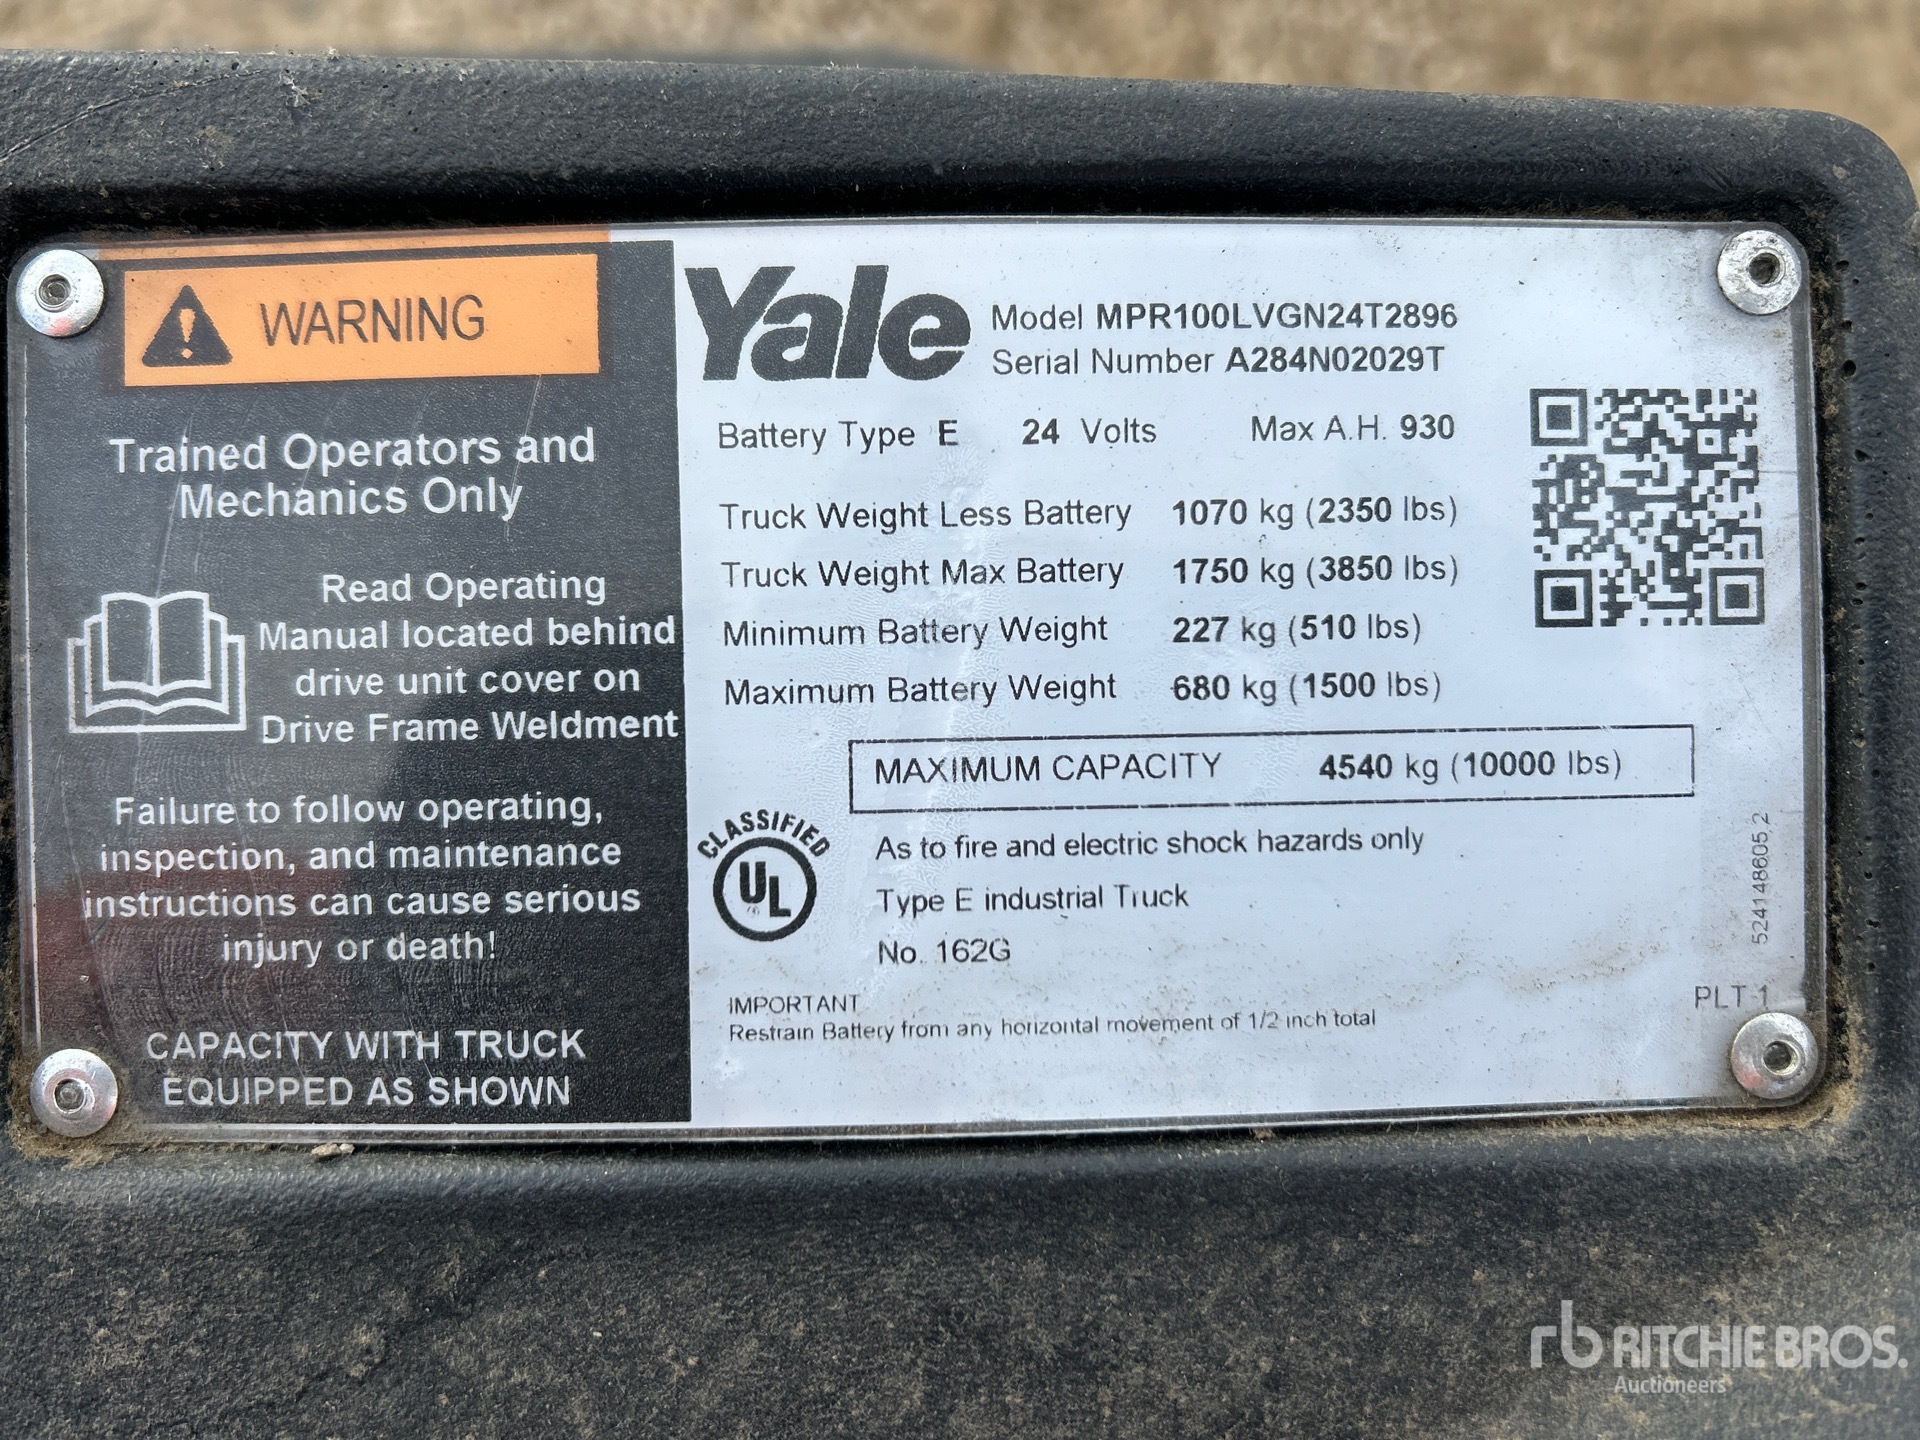 WARNING
Trained Operators and
Mechanics Only
Read Operating
Manual located behind
drive unit cover on
Drive Frame Weldment
Failure to follow operating,
inspection, and maintenance
instructions can cause serious
injury or death!
CAPACITY WITH TRUCK
EQUIPPED AS SHOWN
Yale
Model MPR100LVGN24T2896
Serial Number A284N02029T
Battery Type E 24 Volts Max A.H. 930
Truck Weight Less Battery 1070 kg (2350 lbs)
Truck Weight Max Battery 1750 kg (3850 lbs)
Minimum Battery Weight 227 kg (510 lbs)
Maximum Battery Weight 680 kg (1500 lbs)
MAXIMUM CAPACITY 4540 kg (10000 lbs)
CLASSIFIED
UL
As to fire and electric shock hazards only
Type E industrial Truck
No. 162G
IMPORTANT
Restrain Battery from any horizontal movement of 1/2 inch total
524148605,2
PLT 1
rb RITCHIE BROS.
Auctioneers